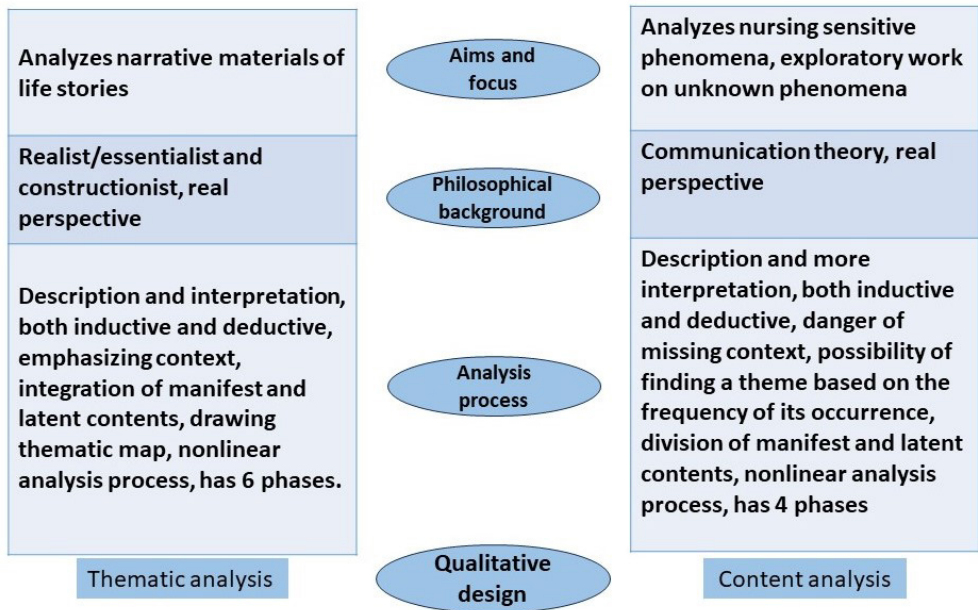 Analyzes narrative materials of
life stories
Aims and
focus
Analyzes nursing sensitive
phenomena, exploratory work
on unknown phenomena
Realist/essentialist and
constructionist, real
perspective
Philosophical
background
Communication theory, real
perspective
Description and interpretation,
both inductive and deductive,
emphasizing context,
integration of manifest and
latent contents, drawing
thematic map, nonlinear
analysis process, has 6 phases.
Analysis
process
Description and more
interpretation, both inductive
and deductive, danger of
missing context, possibility of
finding a theme based on the
frequency of its occurrence,
division of manifest and latent
contents, nonlinear analysis
process, has 4 phases
Thematic analysis
Qualitative
design
Content analysis